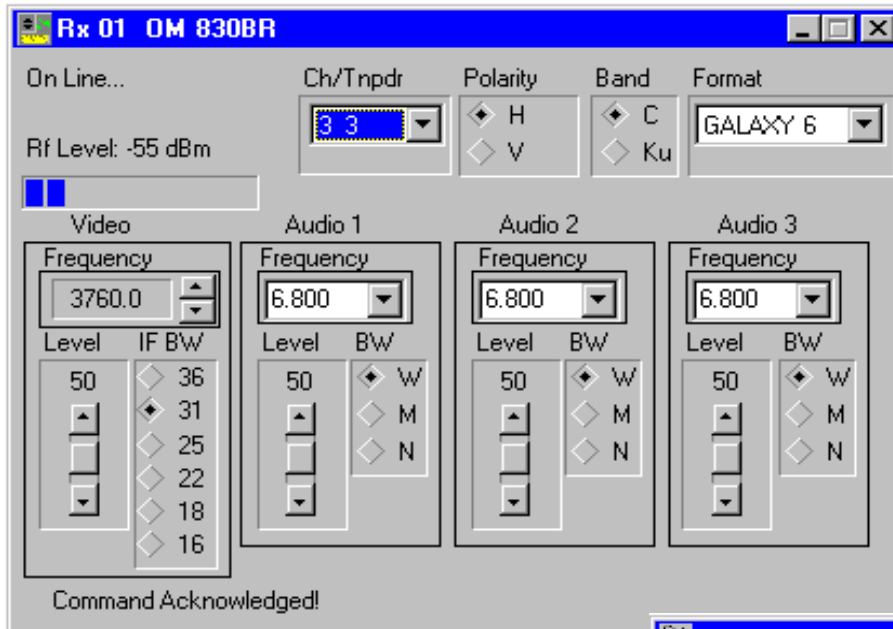 Rx 01 OM 830BR
On Line...
Ch/Tnpdr
Polarity
Band
Format
3 3
H
V
C
Ku
GALAXY 6
Rf Level: -55 dBm
Video
Audio 1
Audio 2
Audio 3
Frequency
Frequency
Frequency
Frequency
3760.0
6.800
6.800
6.800
Level
IF BW
Level
BW
Level
BW
Level
BW
50
36
31
25
22
18
16
50
W
M
N
50
W
M
N
50
W
M
N
Command Acknowledged!